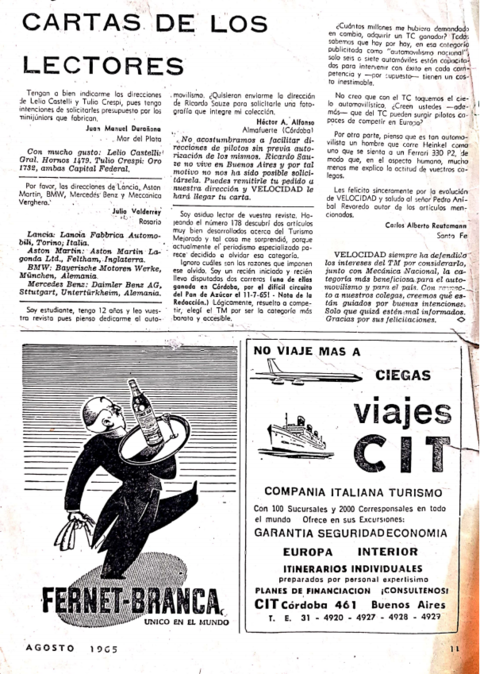 CARTAS DE LOS
LECTORES
Tengan a bien indicarme las direcciones
de Lelio Castelli y Tulio Crespi, pues tengo
intenciones de solicitarles presupuesto por los
minijúniors que fabrican.
Juan Manuel Durañona
Mar del Plata
Con mucho gusto: Lelio Castelli:
Gral. Hornos 1479. Tulio Crespi: Oro
1732, ambas Capital Federal.
Por favor, las direcciones de Lancia, Aston
Martin, BMW, Mercedes Benz y Meccanica
Verghera.
Julio Valderrey
Rosario
Lancia: Lancia Fabbrica Automo-
bili, Torino; Italia.
Aston Martin: Aston Martin La-
gonda Ltd., Feltham, Inglaterra.
BMW: Bayerische Motoren Werke,
München, Alemania.
Mercedes Benz: Daimler Benz AG,
Sttutgart, Untertürkheim, Alemania.
Soy estudiante, tengo 12 años y leo vues-
tra revista pues pienso dedicarme al auto-
movilismo. ¿Quisieran enviarme la dirección
de Ricardo Sauze para solicitarle una fo-
tografía que integre mi colección.
Héctor A. Alfonso
Almafuerte (Córdoba)
No acostumbramos a facilitar di-
recciones de pilotos sin previa auto-
rización de los mismos. Ricardo Sau-
ze no vive en Buenos Aires y por tal
motivo no nos ha sido posible solici-
társela. Puedes remitirle tu pedido a
nuestra dirección y VELOCIDAD le
hará llegar tu carta.
Soy asiduo lector de vuestra revista. Ho-
jeando el número 178 descubrí dos artículos
muy bien desarrollados acerca del Turismo
Mejorado y tal cosa me sorprendió, porque
actualmente el periodismo especializado pa-
rece decidido a olvidar esa categoría.
Ignoro cuáles son las razones que imponen
ese olvido. Soy un recién iniciado y recién
llevo disputadas dos carreras (una de ellas
ganada en Córdoba, por el difícil circuito
del Pan de Azúcar el 11-7-65) - Nota de la
Redacción.) Lógicamente, resuelto a compe-
tir, elegí el TM por ser la categoría más
barata y accesible.
¿Cuántos millones me hubiera demandado
en cambio, adquirir un TC ganador? Todos
sabemos que hoy por hoy, en esa categoría
publicitada como "automovilismo nacional",
solo seis o siete automóviles están capacita-
dos para intervenir con éxito en cada com-
petencia y —por supuesto— tienen un cos-
to inestimable.
No creo que con el TC toquemos el cie-
lo automovilístico. ¿Creen ustedes —ade-
más— que del TC pueden surgir pilotos ca-
paces de competir en Europa?
Por otra parte, pienso que es tan automo-
vilista un hombre que corre Heinkel como
uno que se sienta a un Ferrari 330 P2, de
modo que, en el aspecto humano, mucho
menos me explico la actitud de vuestros co-
legas.
Les felicito sinceramente por la evolución
de VELOCIDAD y saludo al señor Pedro Aní-
bal Revoredo autor de los artículos men-
cionados.
Carlos Alberto Reutemann
Santa Fe
VELOCIDAD siempre ha defendido
los intereses del TM por considerarlo,
junto con Mecánica Nacional, la ca-
tegoría más beneficiosa para el auto-
movilismo y para el país. Con respec-
to a nuestros colegas, creemos que es-
tán guiados por buenas intenciones.
Solo que quizá estén mal informados.
Gracias por sus felicitaciones.
FERNET-BRANCA
UNICO EN EL MUNDO
NO VIAJE MAS A
CIEGAS
viajes
CIT
COMPANIA ITALIANA TURISMO
Con 100 Sucursales y 2000 Corresponsales en todo
el mundo Ofrece en sus Excursiones:
GARANTIA SEGURIDAD ECONOMIA
EUROPA INTERIOR
ITINERARIOS INDIVIDUALES
preparados por personal expertisimo
PLANES DE FINANCIACION ¡CONSULTENOS!
CIT Córdoba 461 Buenos Aires
T. E. 31 - 4920 - 4927 - 4928 - 4929
AGOSTO 1965
11